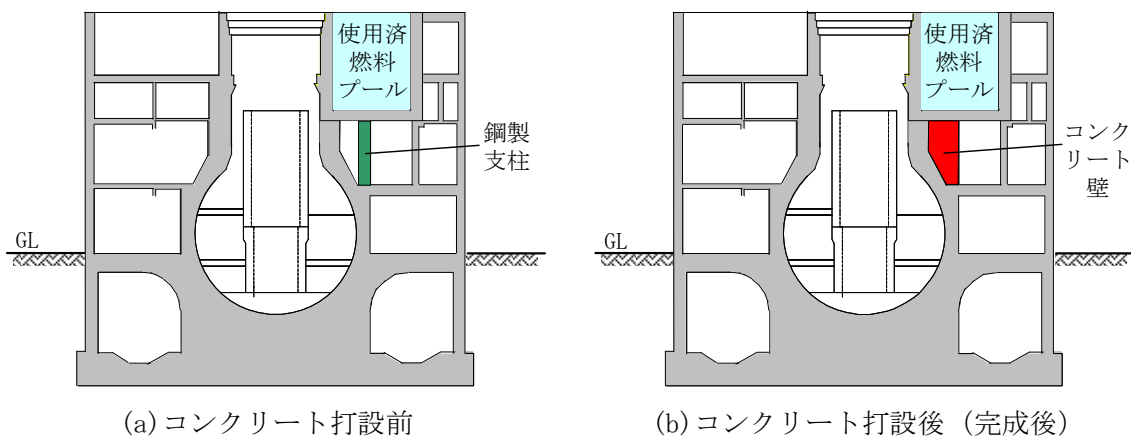 使用済
燃料
プール
鋼製
支柱
GL
(a)コンクリート打設前
使用済
燃料
プール
コンク
リート
壁
GL
(b)コンクリート打設後（完成後）